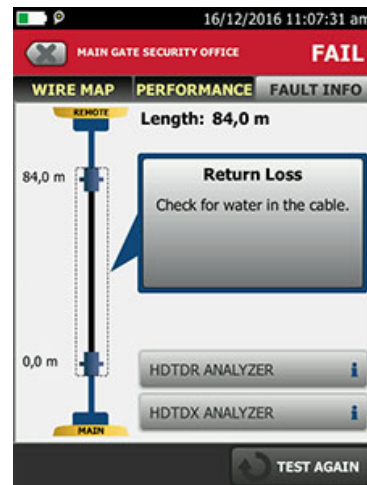 16/12/2016 11:07:31 am
MAIN GATE SECURITY OFFICE
FAIL
WIRE MAP
PERFORMANCE
FAULT INFO
REMOTE
Length: 84,0 m
84,0 m
Return Loss
Check for water in the cable.
0,0 m
HDTDR ANALYZER i
HDTDX ANALYZER i
MAIN
TEST AGAIN